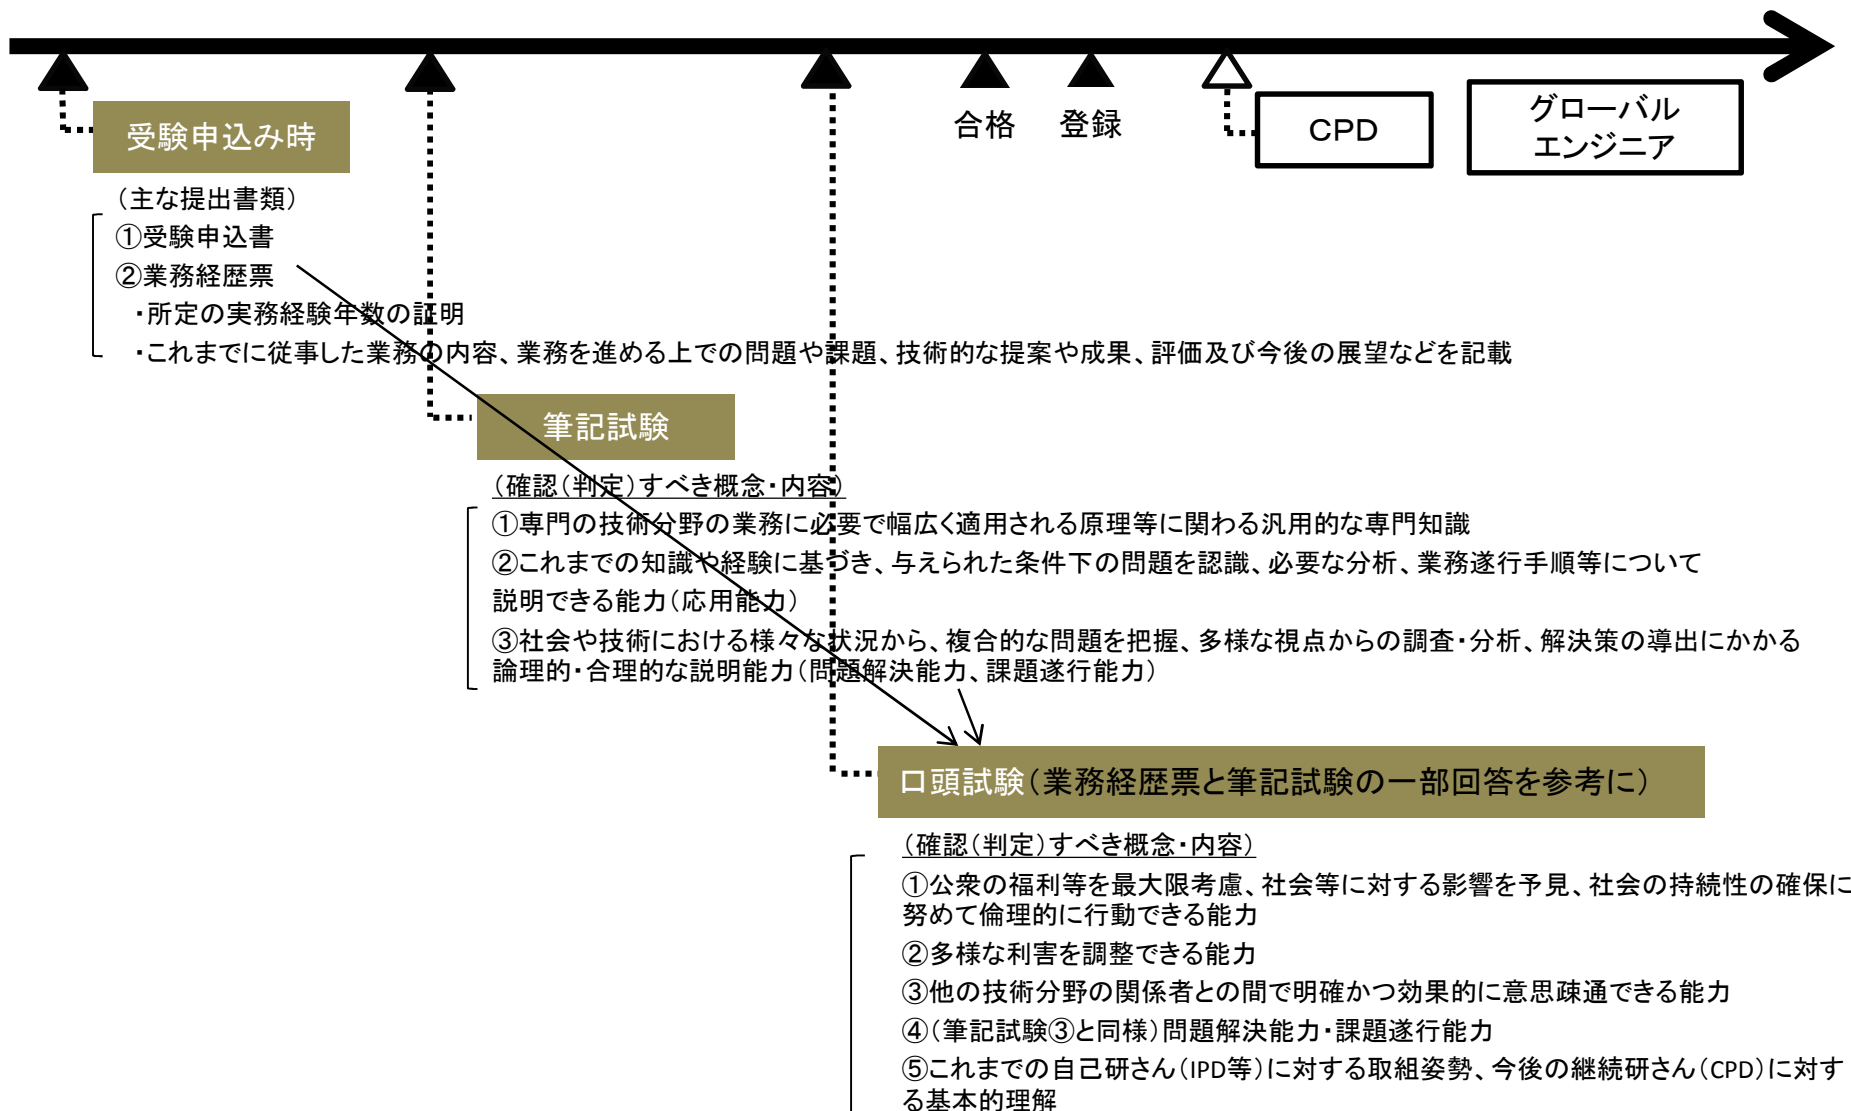 合格
登録
CPD
グローバル
エンジニア
受験申込み時
（主な提出書類）
①受験申込書
②業務経歴票
・所定の実務経験年数の証明
・これまでに従事した業務の内容、業務を進める上での問題や課題、技術的な提案や成果、評価及び今後の展望などを記載
筆記試験
（確認（判定）すべき概念・内容）
①専門の技術分野の業務に必要で幅広く適用される原理等に関わる汎用的な専門知識
②これまでの知識や経験に基づき、与えられた条件下の問題を認識、必要な分析、業務遂行手順等について
説明できる能力（応用能力）
③社会や技術における様々な状況から、複合的な問題を把握、多様な視点からの調査・分析、解決策の導出にかかる
論理的・合理的な説明能力（問題解決能力、課題遂行能力）
口頭試験（業務経歴票と筆記試験の一部回答を参考に）
（確認（判定）すべき概念・内容）
①公衆の福利等を最大限考慮、社会等に対する影響を予見、社会の持続性の確保に
努めて倫理的に行動できる能力
②多様な利害を調整できる能力
③他の技術分野の関係者との間で明確かつ効果的に意思疎通できる能力
④（筆記試験③と同様）問題解決能力・課題遂行能力
⑤これまでの自己研さん（IPD等）に対する取組姿勢、今後の継続研さん（CPD）に対す
る基本的理解